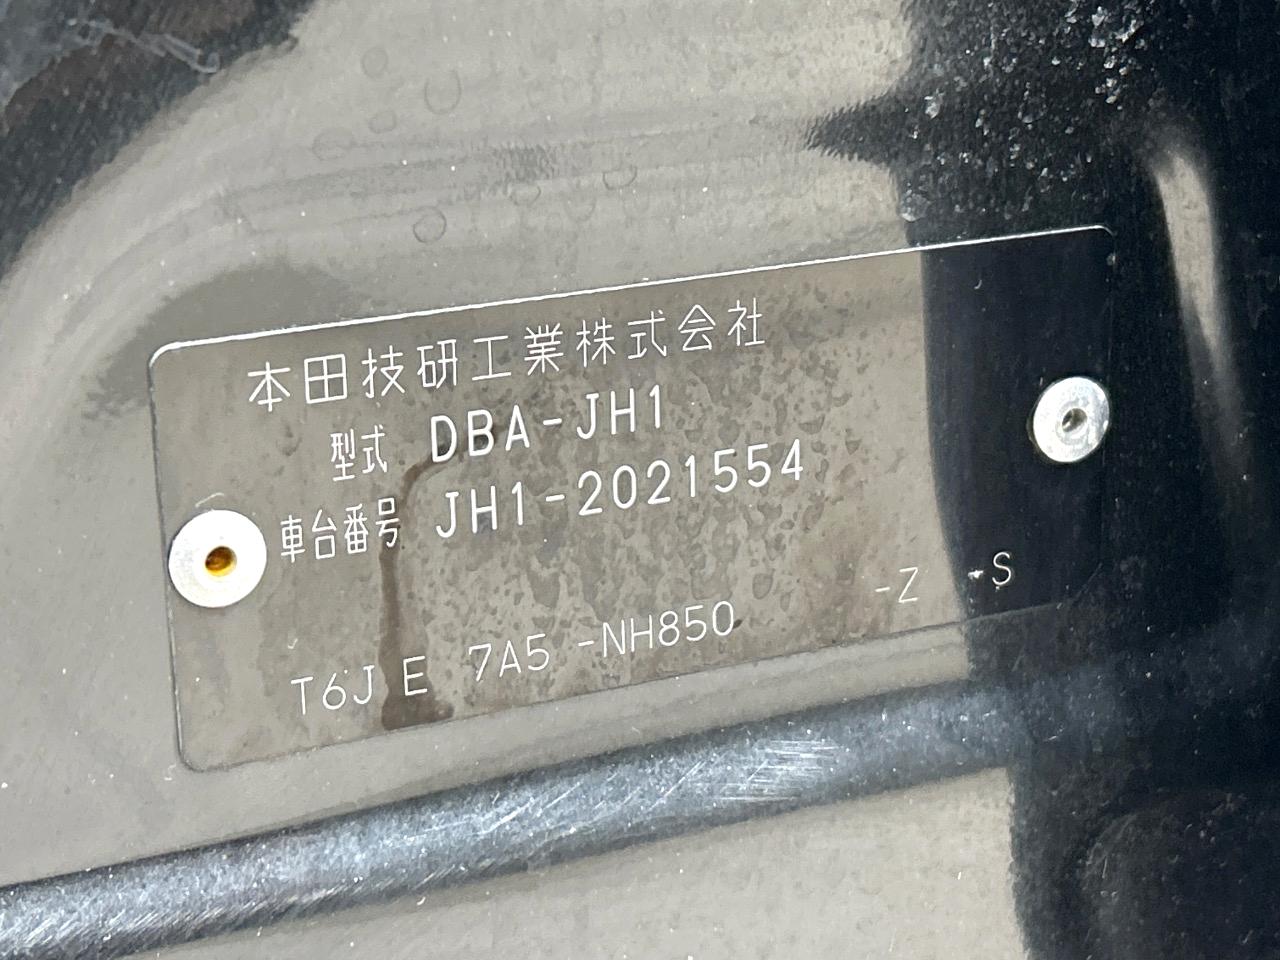 本田技研工業株式会社
型式 DBA-JH1
車台番号 JH1-2021554
T6J E 7A5 -NH850 -Z -S